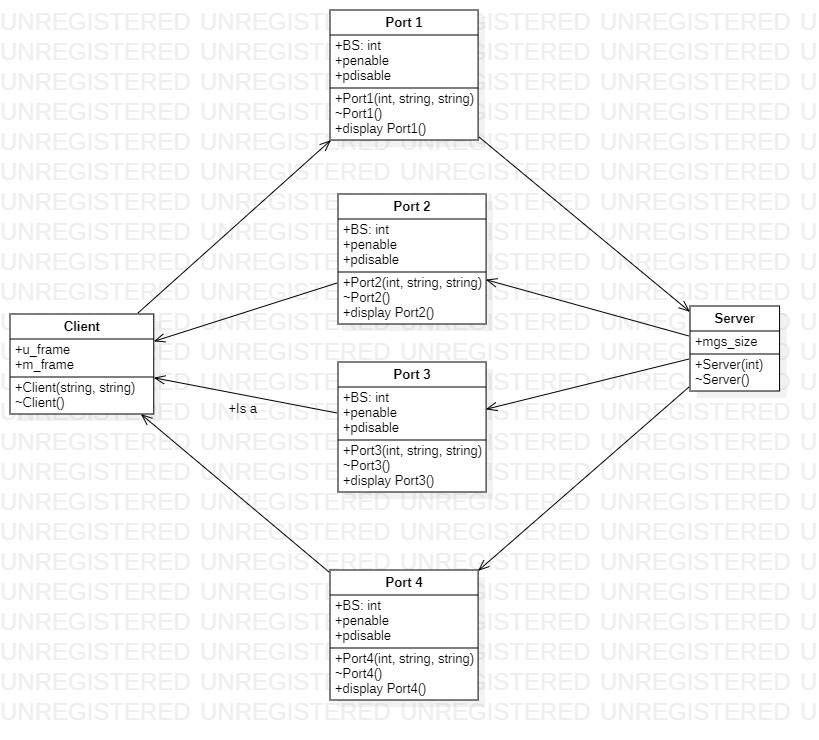 Port 1
+BS: int
+penable
+pdisable
+Port1(int, string, string)
~Port1()
+display Port1()
Port 2
+BS: int
+penable
+pdisable
+Port2(int, string, string)
~Port2()
+display Port2()
Client
+u_frame
+m_frame
+Client(string, string)
~Client()
Server
+mgs_size
+Server(int)
~Server()
+Is a
Port 3
+BS: int
+penable
+pdisable
+Port3(int, string, string)
~Port3()
+display Port3()
Port 4
+BS: int
+penable
+pdisable
+Port4(int, string, string)
~Port4()
+display Port4()
UNREGISTERED